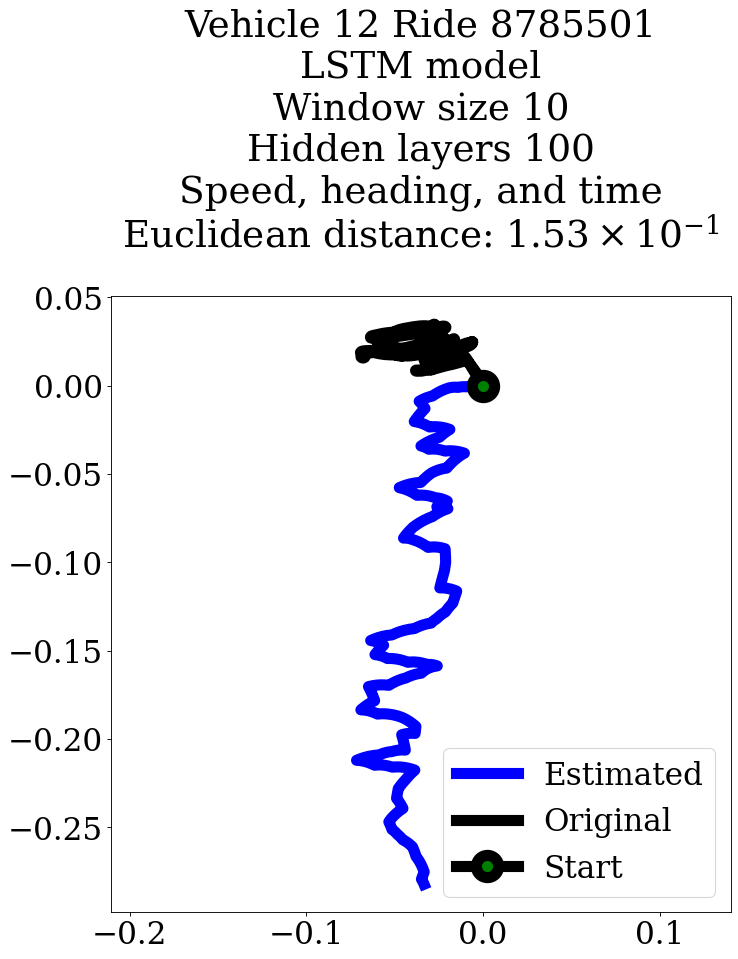 Vehicle 12 Ride 8785501
LSTM model
Window size 10
Hidden layers 100
Speed, heading, and time
Euclidean distance: 1.53 × 10⁻¹
0.05
0.00
−0.05
−0.10
−0.15
−0.20
−0.25
Estimated
Original
Start
−0.2
−0.1
0.0
0.1